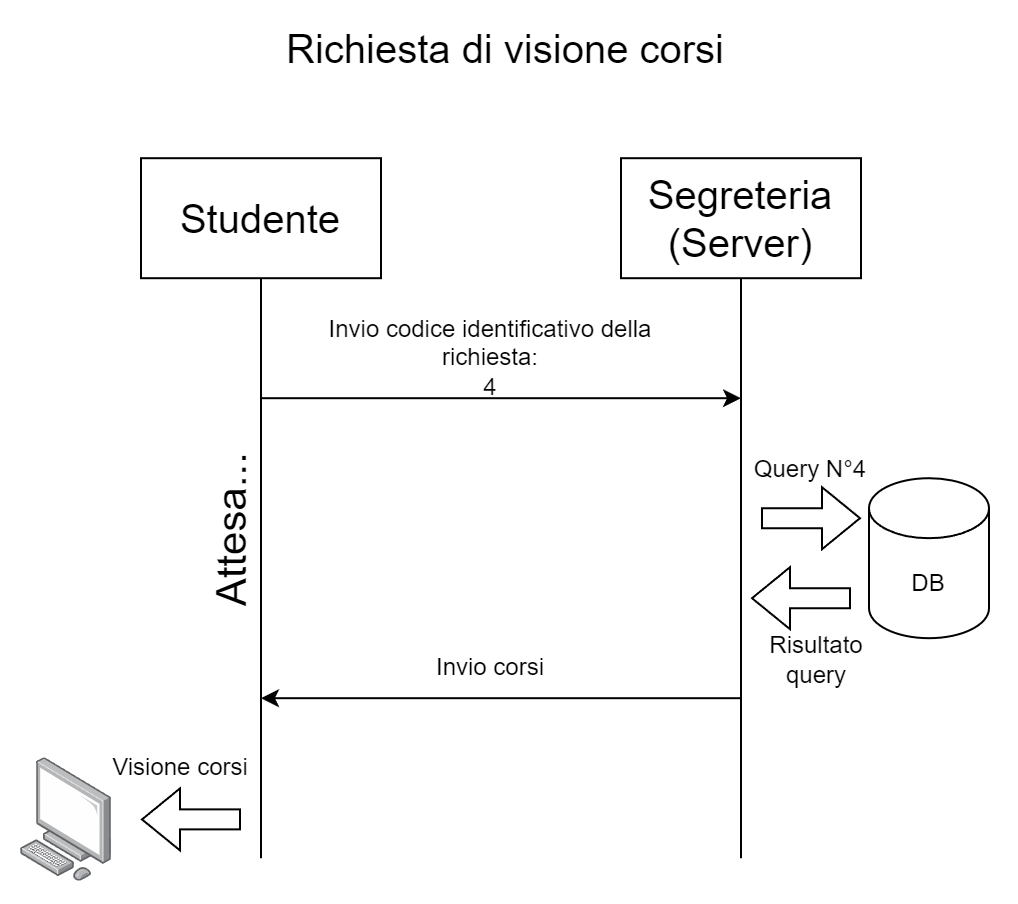 Richiesta di visione corsi
Studente
Segreteria
(Server)
Invio codice identificativo della
richiesta:
4
Attesa...
Query N°4
DB
Risultato
query
Invio corsi
Visione corsi